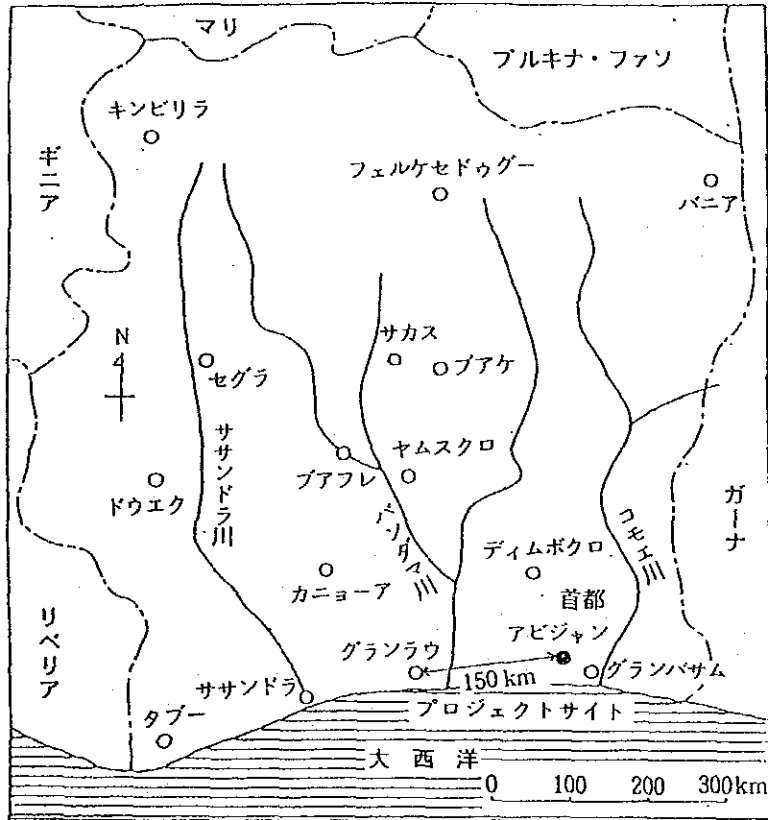 マリ
ブルキナ・ファソ
キンビリラ
ギニア
フェルケセドゥグー
バニア
N
サカス
ブアケ
セグラ
ササンドラ川
ヤムスクロ
ブアフレ
ドウエク
バンダマ川
ガーナ
コモエ川
ディムボクロ
カニョーア
首都
アビジャン
リベリア
グランラウ
グランバサム
150km
ササンドラ
プロジェクトサイト
タブー
大西洋
0 100 200 300km